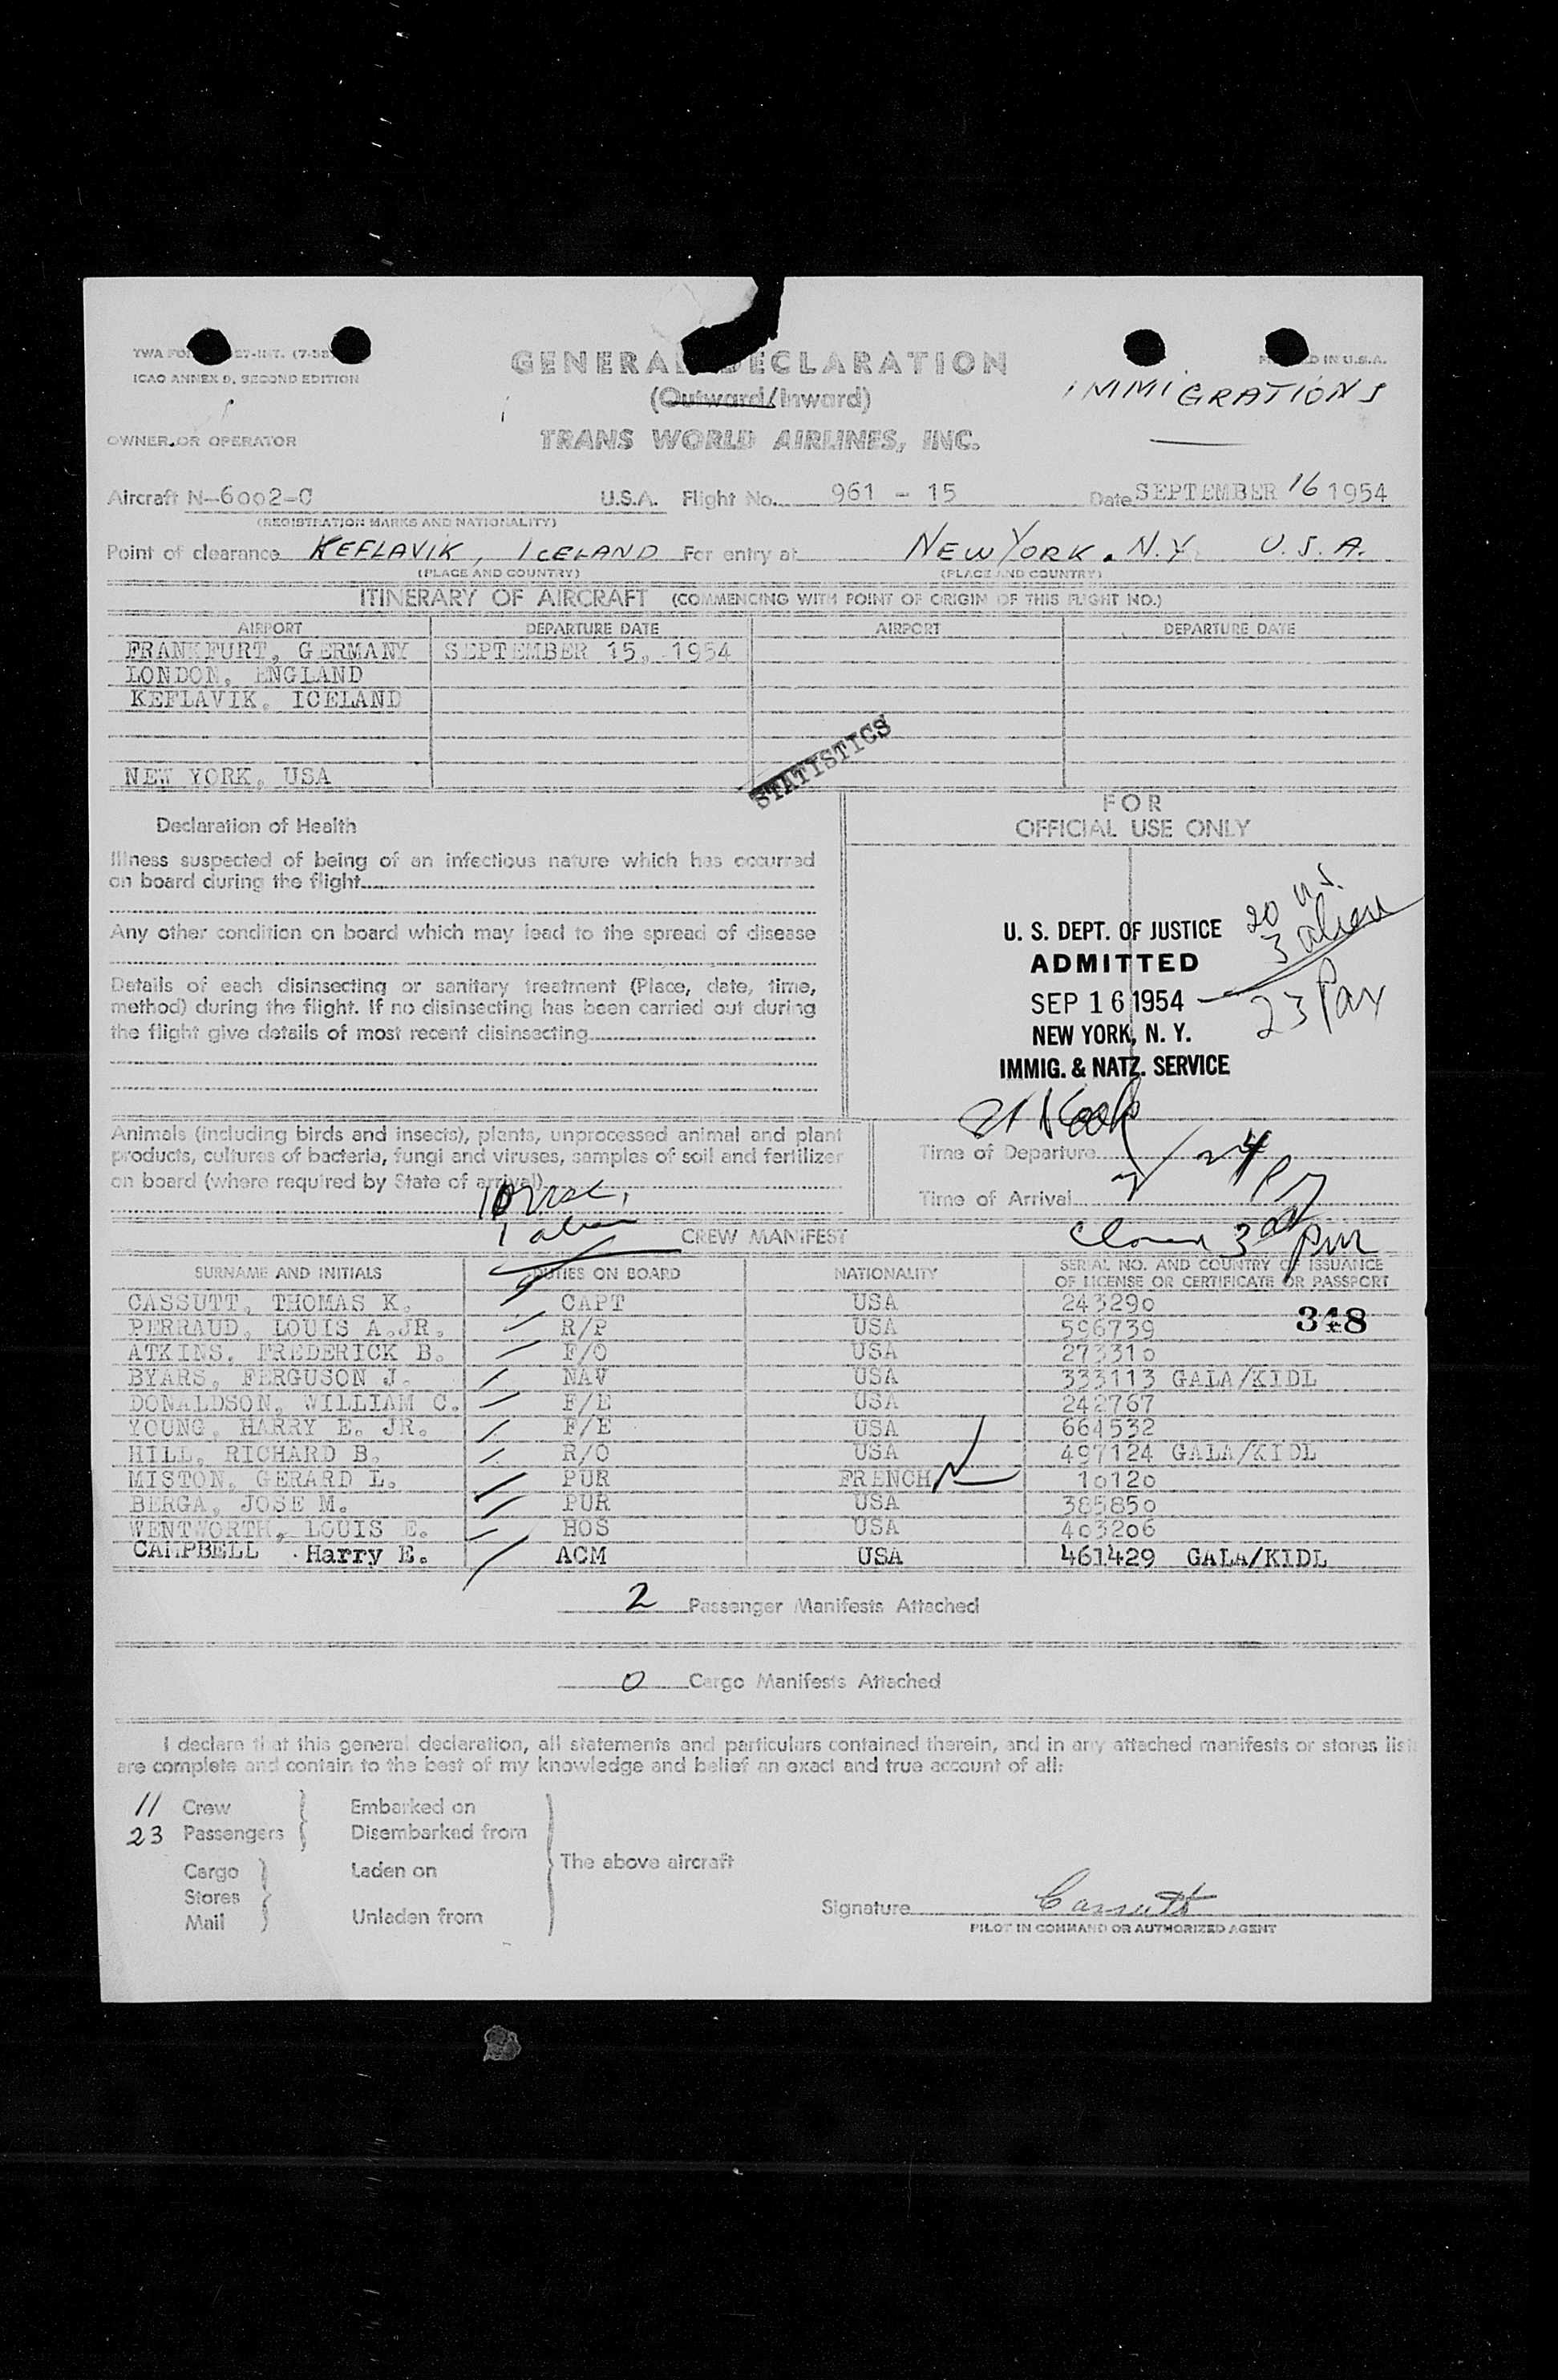 GENERAL DECLARATION
ICAO ANNEX 9, SECOND EDITION
(Outward/Inward)
IMMIGRATIONS
OWNER OR OPERATOR TRANS WORLD AIRLINES, INC.
Aircraft N-6002-C U.S.A. Flight No. 961 - 15 Date SEPTEMBER 16 1954
(REGISTRATION MARKS AND NATIONALITY)
Point of clearance KEFLAVIK, ICELAND For entry at NEW YORK. N.Y. U.S.A.
(PLACE AND COUNTRY) (PLACE AND COUNTRY)
ITINERARY OF AIRCRAFT (COMMENCING WITH POINT OF ORIGIN OF THIS FLIGHT NO.)
AIRPORT DEPARTURE DATE AIRPORT DEPARTURE DATE
FRANKFURT, GERMANY SEPTEMBER 15, 1954
LONDON, ENGLAND
KEFLAVIK, ICELAND
STATISTICS
NEW YORK, USA
FOR
OFFICIAL USE ONLY
Declaration of Health
Illness suspected of being of an infectious nature which has occurred
on board during the flight
Any other condition on board which may lead to the spread of disease
Details of each disinsecting or sanitary treatment (Place, date, time,
method) during the flight. If no disinsecting has been carried out during
the flight give details of most recent disinsecting
U. S. DEPT. OF JUSTICE
ADMITTED
SEP 16 1954
NEW YORK, N. Y.
IMMIG. & NATZ. SERVICE
20 U.S.
3 alien
23 Pax
Animals (including birds and insects), plants, unprocessed animal and plant
products, cultures of bacteria, fungi and viruses, samples of soil and fertilizer
on board (where required by State of arrival)
Time of Departure
Time of Arrival
1 alien
CREW MANIFEST
SURNAME AND INITIALS DUTIES ON BOARD NATIONALITY SERIAL NO. AND COUNTRY OF ISSUANCE
OF LICENSE OR CERTIFICATE OR PASSPORT
CASSUTT, THOMAS K. CAPT USA 243290
348
PERRAUD, LOUIS A.JR. R/P USA 596739
ATKINS, FREDERICK B. F/O USA 273310
BYARS, FERGUSON J. NAV USA 333113 GALA/KIDL
DONALDSON, WILLIAM C. F/E USA 242767
YOUNG, HARRY E. JR. F/E USA 664532
HILL, RICHARD B. R/O USA 497124 GALA/KIDL
MISTON, GERARD L. PUR FRENCH 10120
BERGA, JOSE M. PUR USA 385850
WENTWORTH, LOUIS E. HOS USA 403206
CAMPBELL Harry E. ACM USA 461429 GALA/KIDL
2 Passenger Manifests Attached
0 Cargo Manifests Attached
I declare that this general declaration, all statements and particulars contained therein, and in any attached manifests or stores list
are complete and contain to the best of my knowledge and belief an exact and true account of all:
11 Crew Embarked on
23 Passengers Disembarked from
The above aircraft
Cargo Laden on
Stores
Mail Unladen from
Signature Cassutt
PILOT IN COMMAND OR AUTHORIZED AGENT